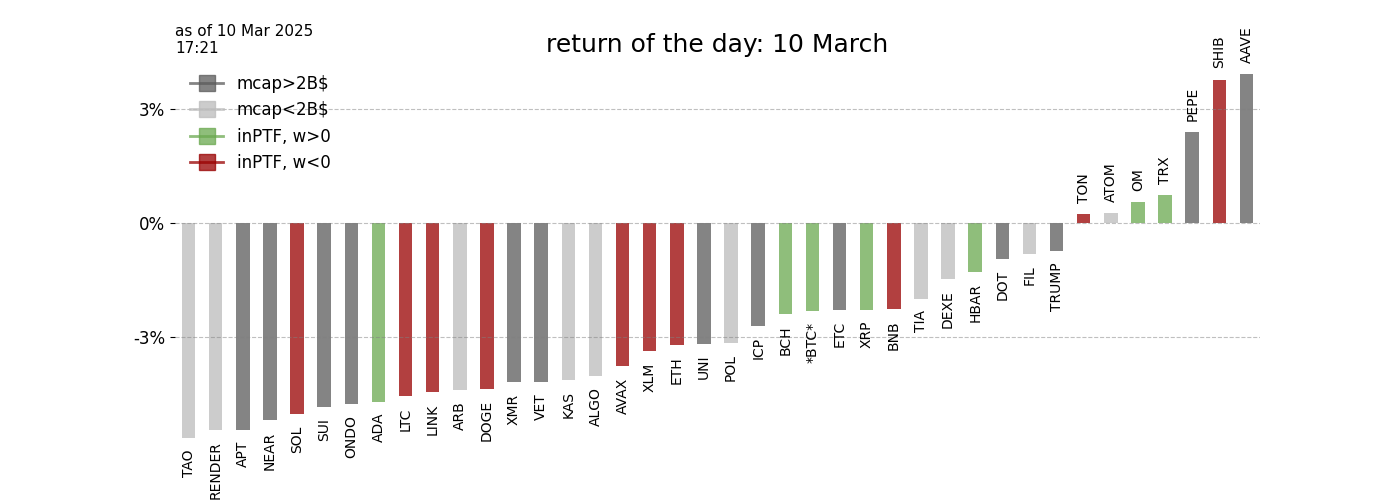 as of 10 Mar 2025
17:21
return of the day: 10 March
mcap>2B$
mcap<2B$
inPTF, w>0
inPTF, w<0
3%
0%
-3%
TAO
RENDER
APT
NEAR
SOL
SUI
ONDO
ADA
LTC
LINK
ARB
DOGE
XMR
VET
KAS
ALGO
AVAX
XLM
ETH
UNI
POL
ICP
BCH
*BTC*
ETC
XRP
BNB
TIA
DEXE
HBAR
DOT
FIL
TRUMP
TON
ATOM
OM
TRX
PEPE
SHIB
AAVE